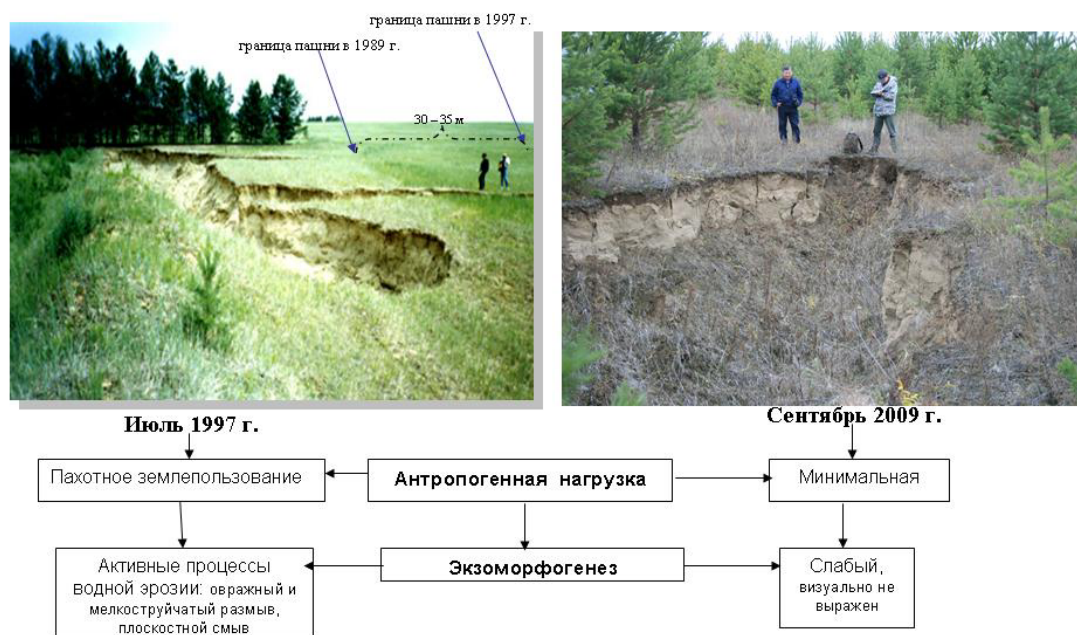 граница пашни в 1997 г.
граница пашни в 1989 г.
30 – 35 м
Июль 1997 г.
Сентябрь 2009 г.
Пахотное землепользование
Антропогенная нагрузка
Минимальная
Активные процессы
водной эрозии: овражный и
мелкоструйчатый размыв,
плоскостной смыв
Экзоморфогенез
Слабый,
визуально не
выражен